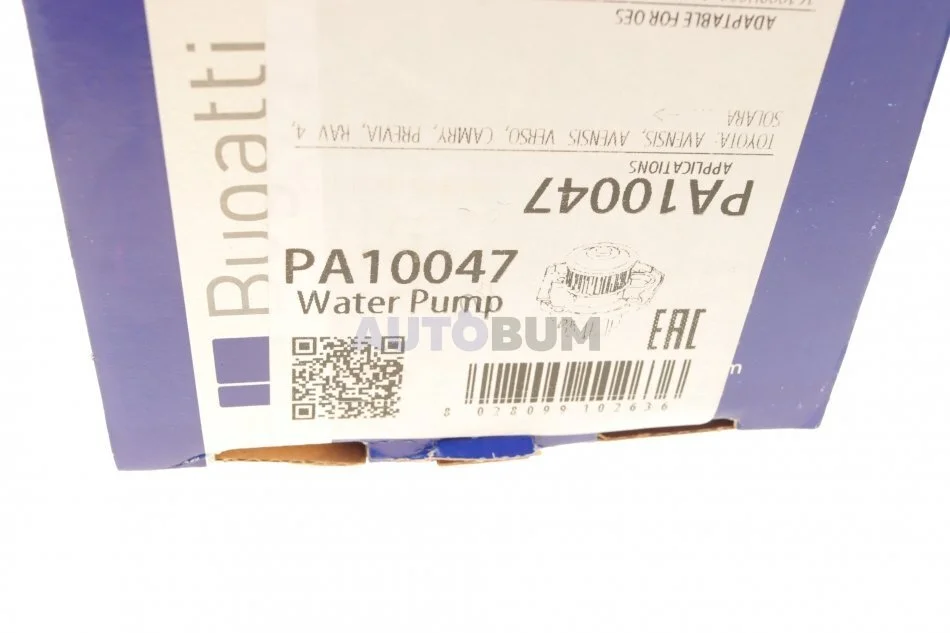 Bugatti
PA10047
Water Pump
AUTOBUM
EAC
8 028099 102636
m
PA10047
APPLICATIONS
TOYOTA: AVENSIS, AVENSIS VERSO, CAMRY, PREVIA, RAV 4,
SOLARA
ADAPTABLE FOR OES